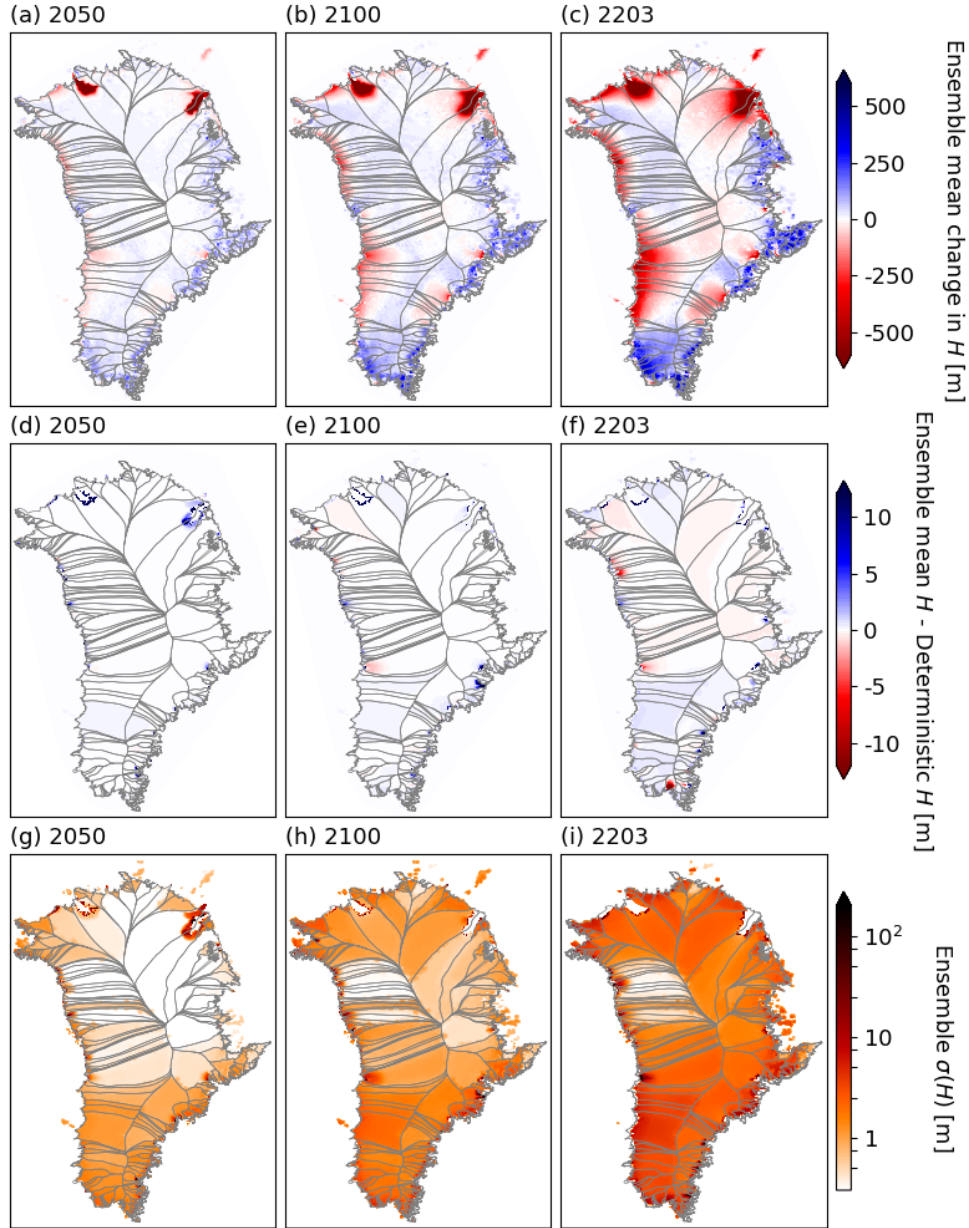 (a) 2050
(b) 2100
(c) 2203
500
250
0
-250
-500
Ensemble mean change in H [m]
(d) 2050
(e) 2100
(f) 2203
10
5
0
-5
-10
Ensemble mean H - Deterministic H [m]
(g) 2050
(h) 2100
(i) 2203
10²
10
1
Ensemble σ(H) [m]